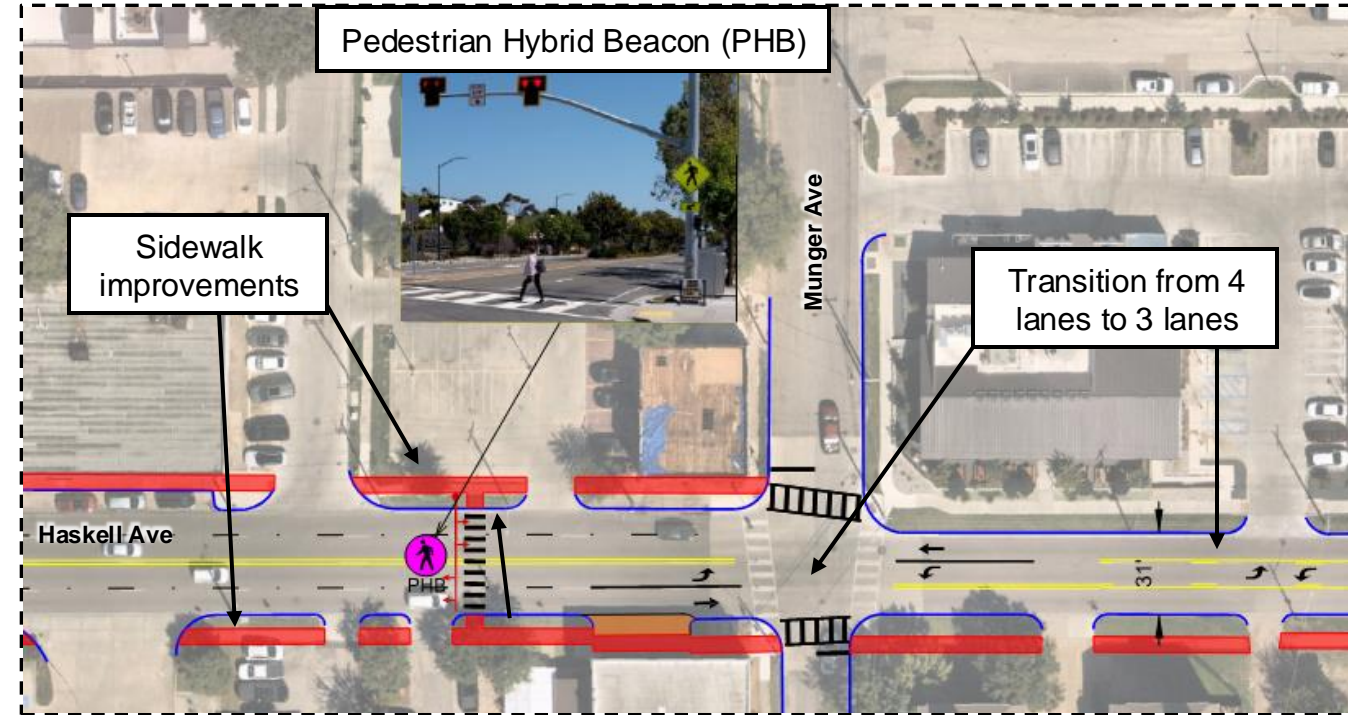 Pedestrian Hybrid Beacon (PHB)
Sidewalk
improvements
Munger Ave
Transition from 4
lanes to 3 lanes
Haskell Ave
PHB
31'